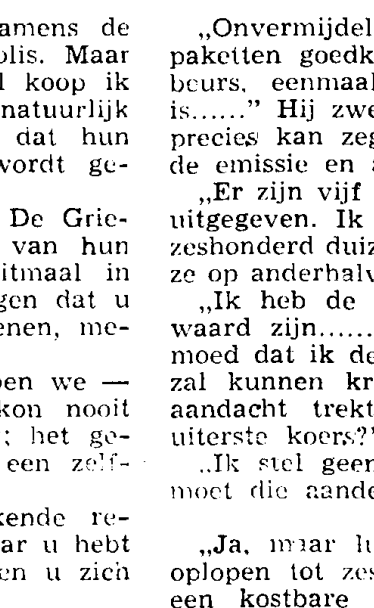 amens de
olis. Maar
l koop ik
natuurlijk
dat hun
wordt ge-
De Grie-
van hun
itmaal in
gen dat u
enen, me-
en we —
kon nooit
; het ge-
een zelf-
kende re-
ar u hebt
en u zich
„Onvermijdel
paketten goedk
beurs, eenmaal
is......” Hij zwe
precies kan zeg
de emissie en a
„Er zijn vijf
uitgegeven. Ik
zeshonderd duiz
ze op anderhalv
„Ik heb de
waard zijn......
moed dat ik de
zal kunnen kr
aandacht trekt
uiterste koers?”
„Ik stel geen
moet die aande
„Ja, maar lu
oplopen tot zes
een kostbare